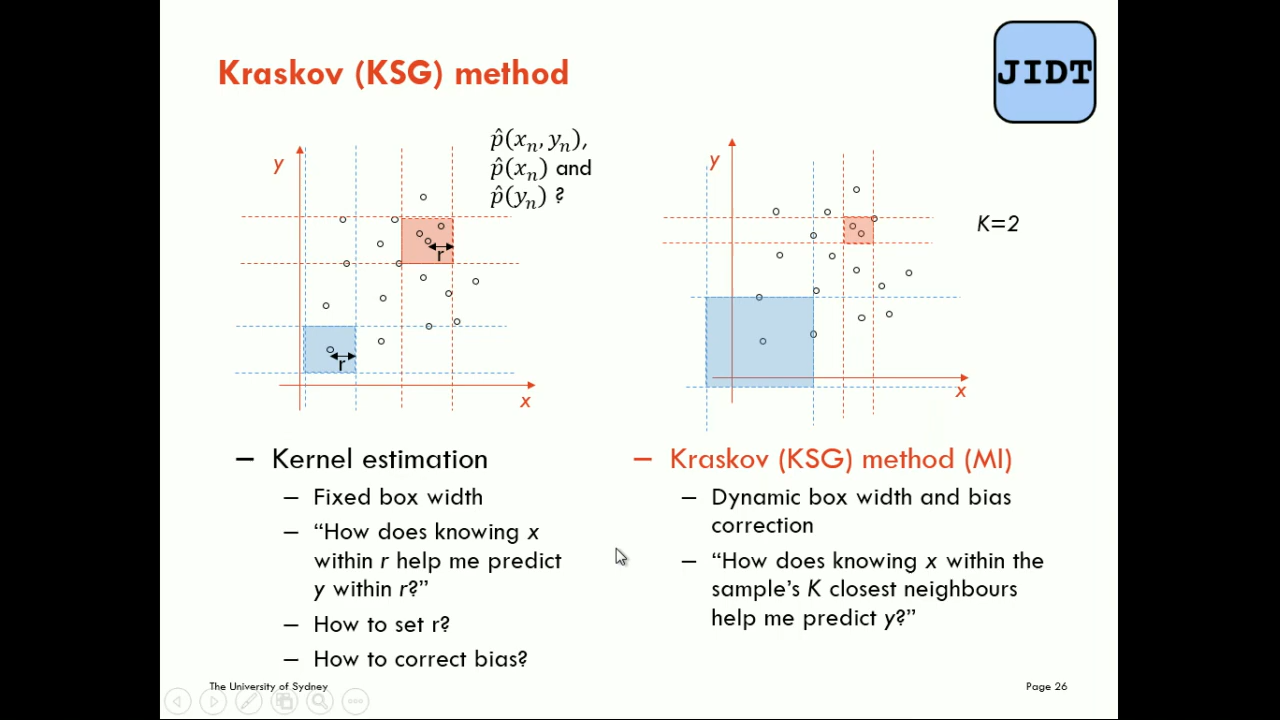 Kraskov (KSG) method
JIDT
p̂(xₙ, yₙ),
p̂(xₙ) and
p̂(yₙ) ?
y
r
r
x
y
K=2
x
– Kernel estimation
– Fixed box width
– “How does knowing x
within r help me predict
y within r?”
– How to set r?
– How to correct bias?
– Kraskov (KSG) method (MI)
– Dynamic box width and bias
correction
– “How does knowing x within the
sample’s K closest neighbours
help me predict y?”
The University of Sydney
Page 26